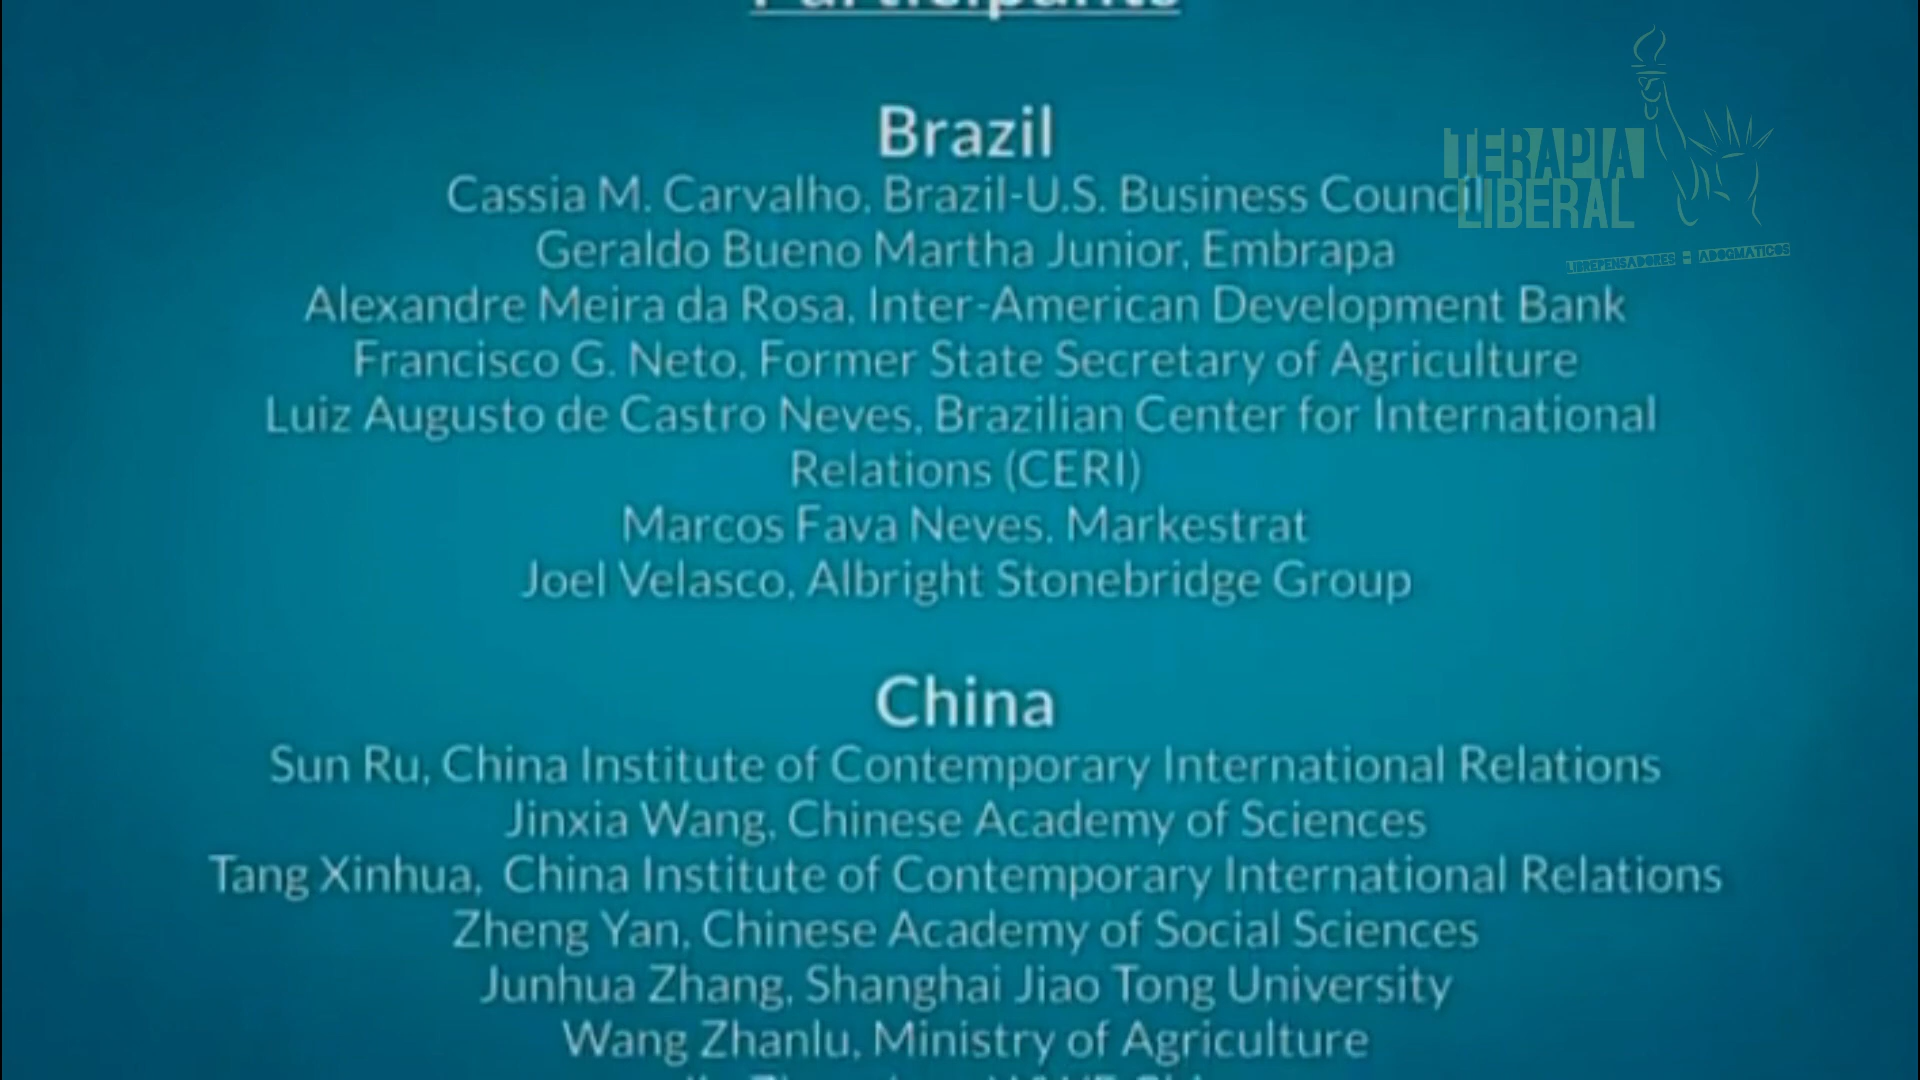 Participants
Brazil
Cassia M. Carvalho, Brazil-U.S. Business Council
Geraldo Bueno Martha Junior, Embrapa
Alexandre Meira da Rosa, Inter-American Development Bank
Francisco G. Neto, Former State Secretary of Agriculture
Luiz Augusto de Castro Neves, Brazilian Center for International
Relations (CERI)
Marcos Fava Neves, Markestrat
Joel Velasco, Albright Stonebridge Group
China
Sun Ru, China Institute of Contemporary International Relations
Jinxia Wang, Chinese Academy of Sciences
Tang Xinhua, China Institute of Contemporary International Relations
Zheng Yan, Chinese Academy of Social Sciences
Junhua Zhang, Shanghai Jiao Tong University
Wang Zhanlu, Ministry of Agriculture
TERAPIA
LIBERAL
LIBREPENSADORES - ADOGMATICOS